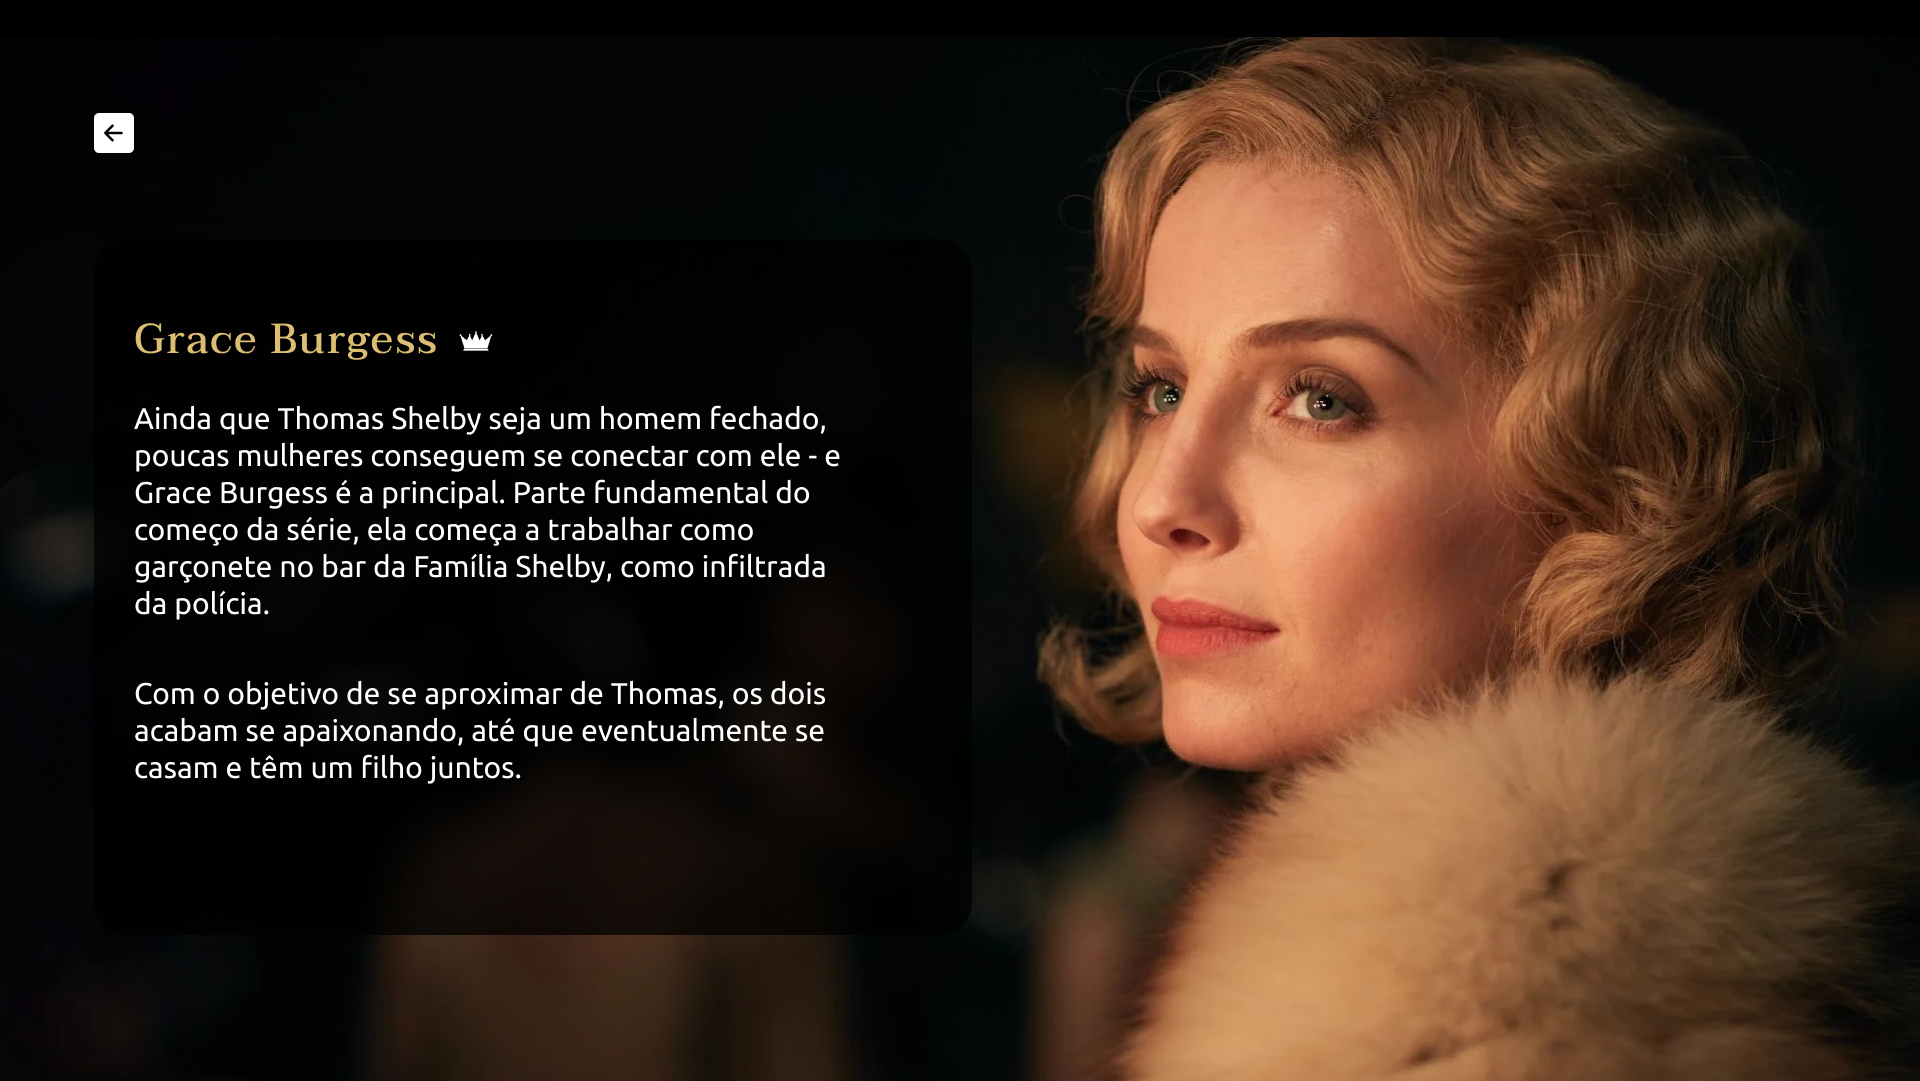 Grace Burgess
Ainda que Thomas Shelby seja um homem fechado,
poucas mulheres conseguem se conectar com ele - e
Grace Burgess é a principal. Parte fundamental do
começo da série, ela começa a trabalhar como
garçonete no bar da Família Shelby, como infiltrada
da polícia.
Com o objetivo de se aproximar de Thomas, os dois
acabam se apaixonando, até que eventualmente se
casam e têm um filho juntos.